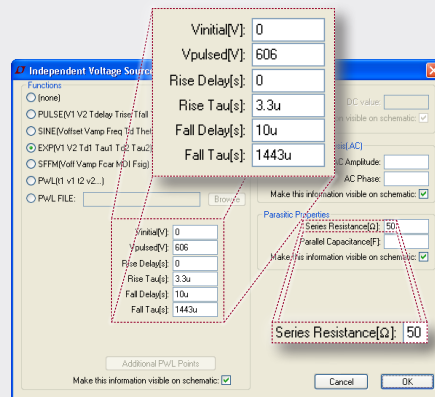 Vinitial[V]: 0
Vpulsed[V]: 606
Rise Delay[s]: 0
Rise Tau[s]: 3.3u
Fall Delay[s]: 10u
Fall Tau[s]: 1443u
Independent Voltage Sourc
Functions
(none)
PULSE(V1 V2 Tdelay Trise Tfall
SINE(Voffset Vamp Freq Td Thet
EXP(V1 V2 Td1 Tau1 Td2 Tau2)
SFFM(Voff Vamp Fcar MDI Fsig)
PWL(t1 v1 t2 v2...)
PWL FILE: Browse
Vinitial[V]: 0
Vpulsed[V]: 606
Rise Delay[s]: 0
Rise Tau[s]: 3.3u
Fall Delay[s]: 10u
Fall Tau[s]: 1443u
Additional PWL Points
Make this information visible on schematic:
DC value:
visible on schematic:
(AC)
AC Amplitude:
AC Phase:
Make this information visible on schematic:
Parasitic Properties
Series Resistance[Ω]: 50
Parallel Capacitance[F]:
Make this information visible on schematic:
Series Resistance[Ω]: 50
Cancel OK